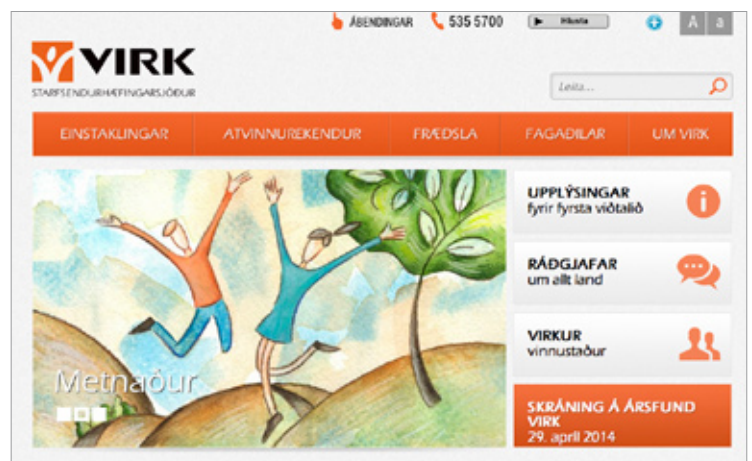 ÁBENDINGAR
535 5700
Hlusta
A a
VIRK
STARFSENDURHÆFINGARSJÓÐUR
Leita...
EINSTAKLINGAR ATVINNUREKENDUR FRÆÐSLA FAGAÐILAR UM VIRK
UPPLÝSINGAR
fyrir fyrsta viðtalið
RÁÐGJAFAR
um allt land
VIRKUR
vinnustaður
Metnaður
SKRÁNING Á ÁRSFUND
VIRK
29. apríl 2014